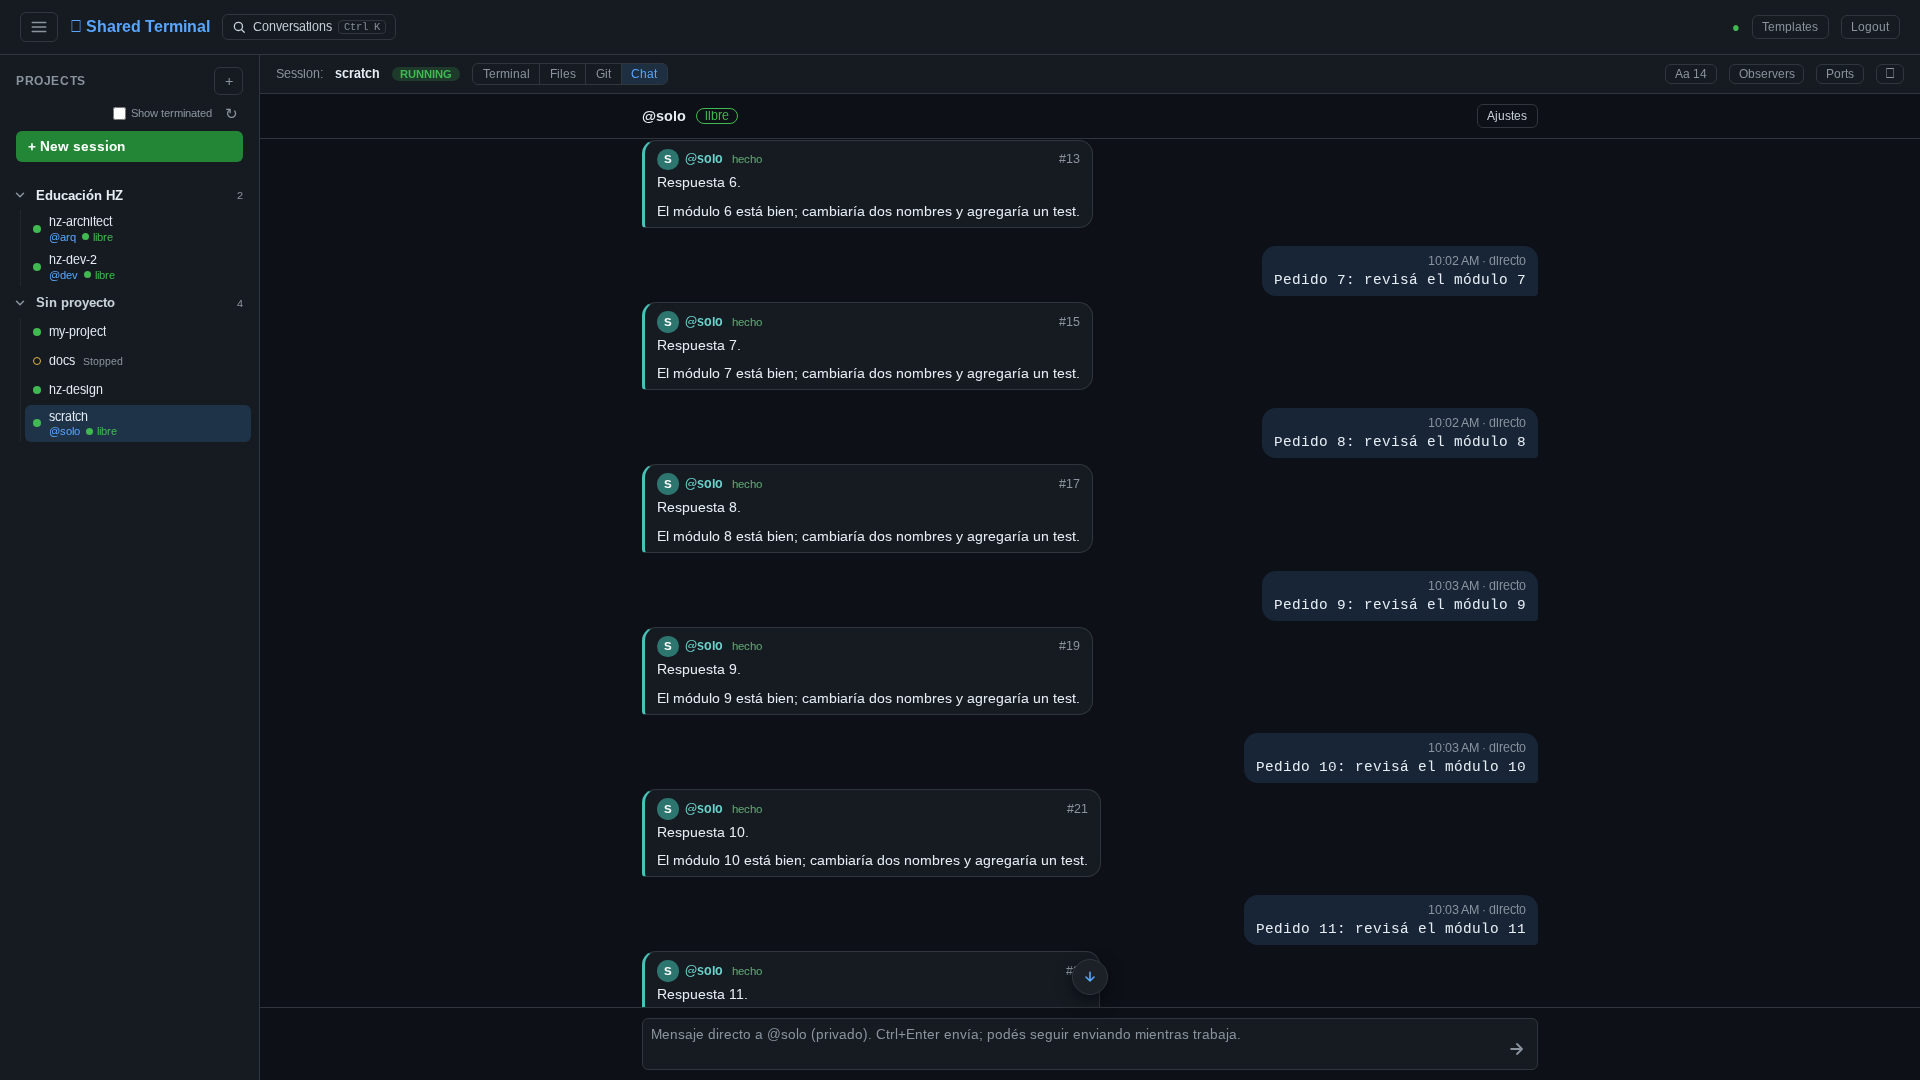 Shared Terminal
Conversations Ctrl K
Templates
Logout
PROJECTS
+
Show terminated
+ New session
Educación HZ 2
hz-architect
@arq libre
hz-dev-2
@dev libre
Sin proyecto 4
my-project
docs Stopped
hz-design
scratch
@solo libre
Session: scratch RUNNING Terminal Files Git Chat
Aa 14 Observers Ports
@solo libre Ajustes
S @solo hecho #13
Respuesta 6.
El módulo 6 está bien; cambiaría dos nombres y agregaría un test.
10:02 AM · directo
Pedido 7: revisá el módulo 7
S @solo hecho #15
Respuesta 7.
El módulo 7 está bien; cambiaría dos nombres y agregaría un test.
10:02 AM · directo
Pedido 8: revisá el módulo 8
S @solo hecho #17
Respuesta 8.
El módulo 8 está bien; cambiaría dos nombres y agregaría un test.
10:03 AM · directo
Pedido 9: revisá el módulo 9
S @solo hecho #19
Respuesta 9.
El módulo 9 está bien; cambiaría dos nombres y agregaría un test.
10:03 AM · directo
Pedido 10: revisá el módulo 10
S @solo hecho #21
Respuesta 10.
El módulo 10 está bien; cambiaría dos nombres y agregaría un test.
10:03 AM · directo
Pedido 11: revisá el módulo 11
S @solo hecho
Respuesta 11.
Mensaje directo a @solo (privado). Ctrl+Enter envía; podés seguir enviando mientras trabaja.